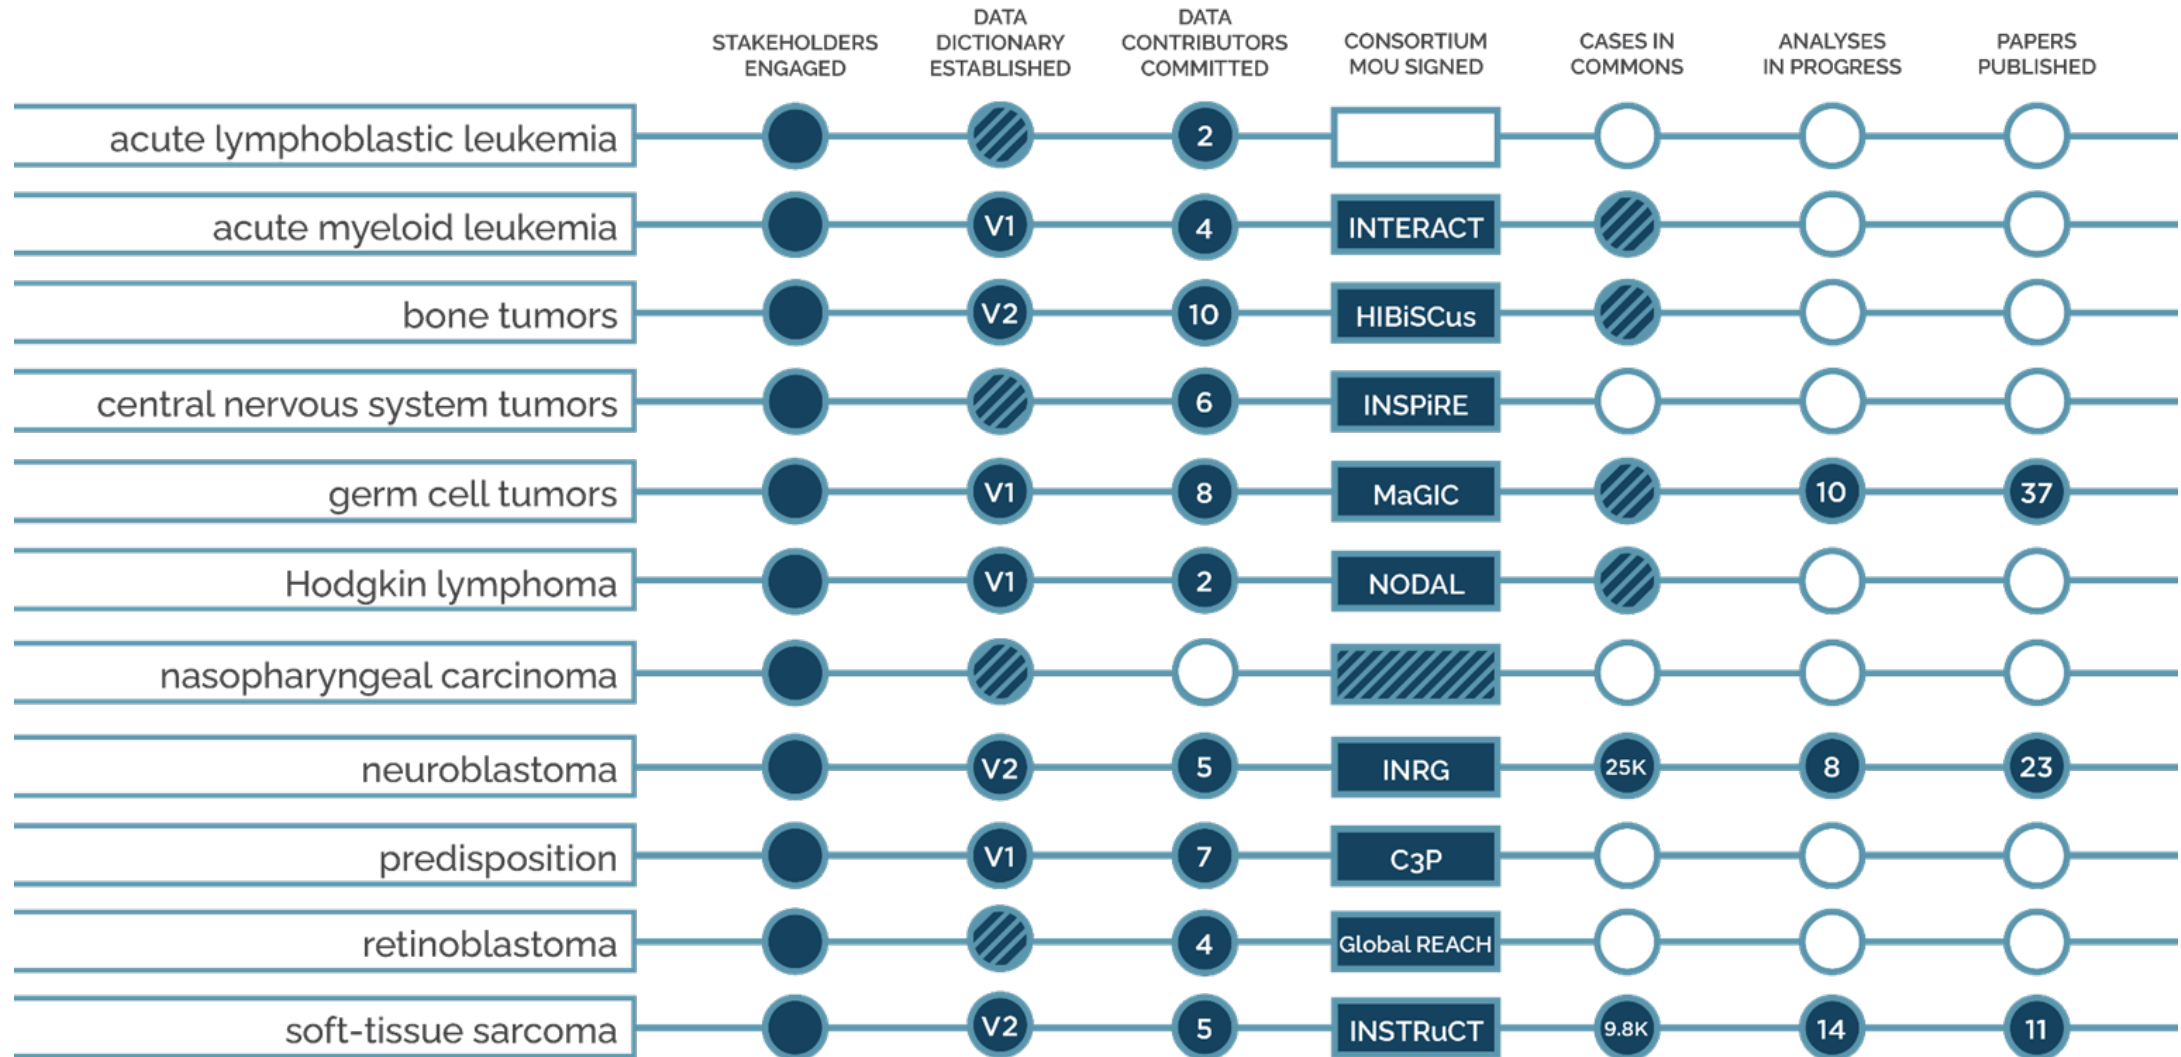 STAKEHOLDERS ENGAGED
DATA DICTIONARY ESTABLISHED
DATA CONTRIBUTORS COMMITTED
CONSORTIUM MOU SIGNED
CASES IN COMMONS
ANALYSES IN PROGRESS
PAPERS PUBLISHED
acute lymphoblastic leukemia 2
acute myeloid leukemia V1 4 INTERACT
bone tumors V2 10 HIBiSCus
central nervous system tumors 6 INSPiRE
germ cell tumors V1 8 MaGIC 10 37
Hodgkin lymphoma V1 2 NODAL
nasopharyngeal carcinoma
neuroblastoma V2 5 INRG 25K 8 23
predisposition V1 7 C3P
retinoblastoma 4 Global REACH
soft-tissue sarcoma V2 5 INSTRuCT 9.8K 14 11